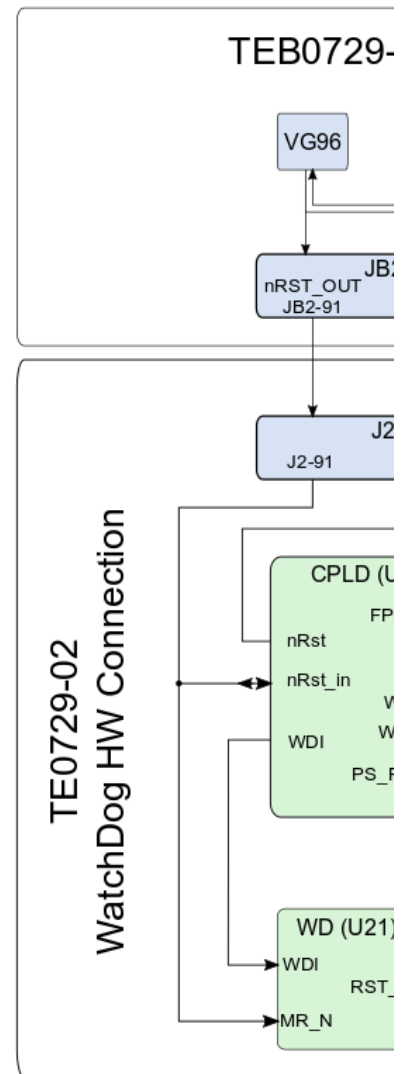 TEB0729-
VG96
JB2
nRST_OUT
JB2-91
J2
J2-91
CPLD (U
FP
nRst
nRst_in
W
WDI
W
PS_F
TE0729-02
WatchDog HW Connection
WD (U21)
WDI
RST_
MR_N